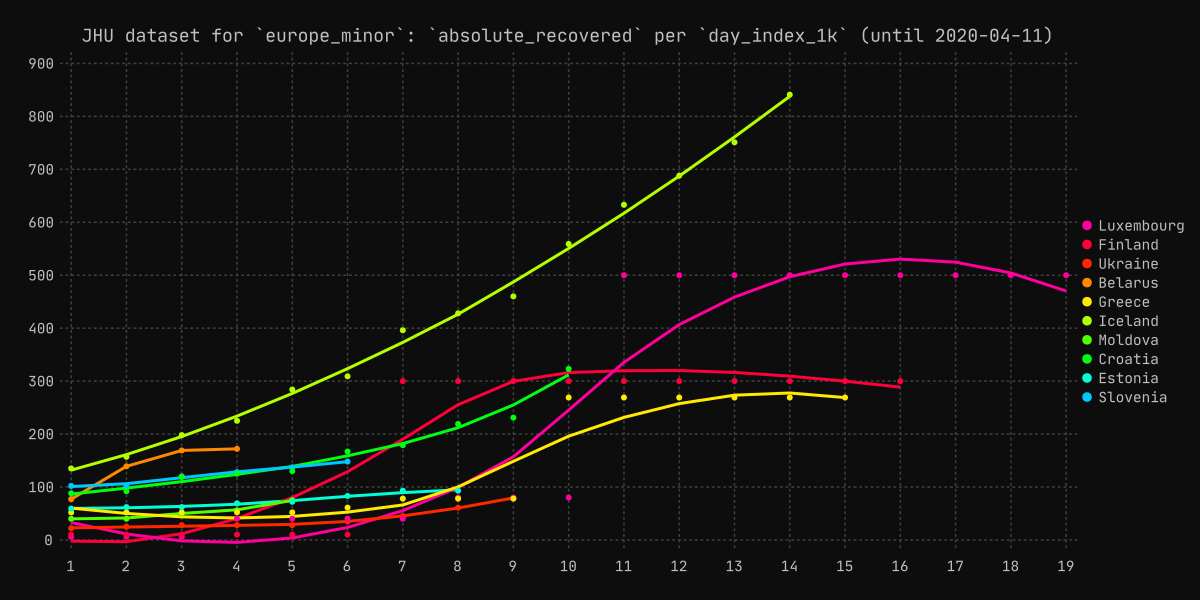 JHU dataset for `europe_minor`: `absolute_recovered` per `day_index_1k` (until 2020-04-11)
900
800
700
600
500
400
300
200
100
0
1 2 3 4 5 6 7 8 9 10 11 12 13 14 15 16 17 18 19
Luxembourg
Finland
Ukraine
Belarus
Greece
Iceland
Moldova
Croatia
Estonia
Slovenia